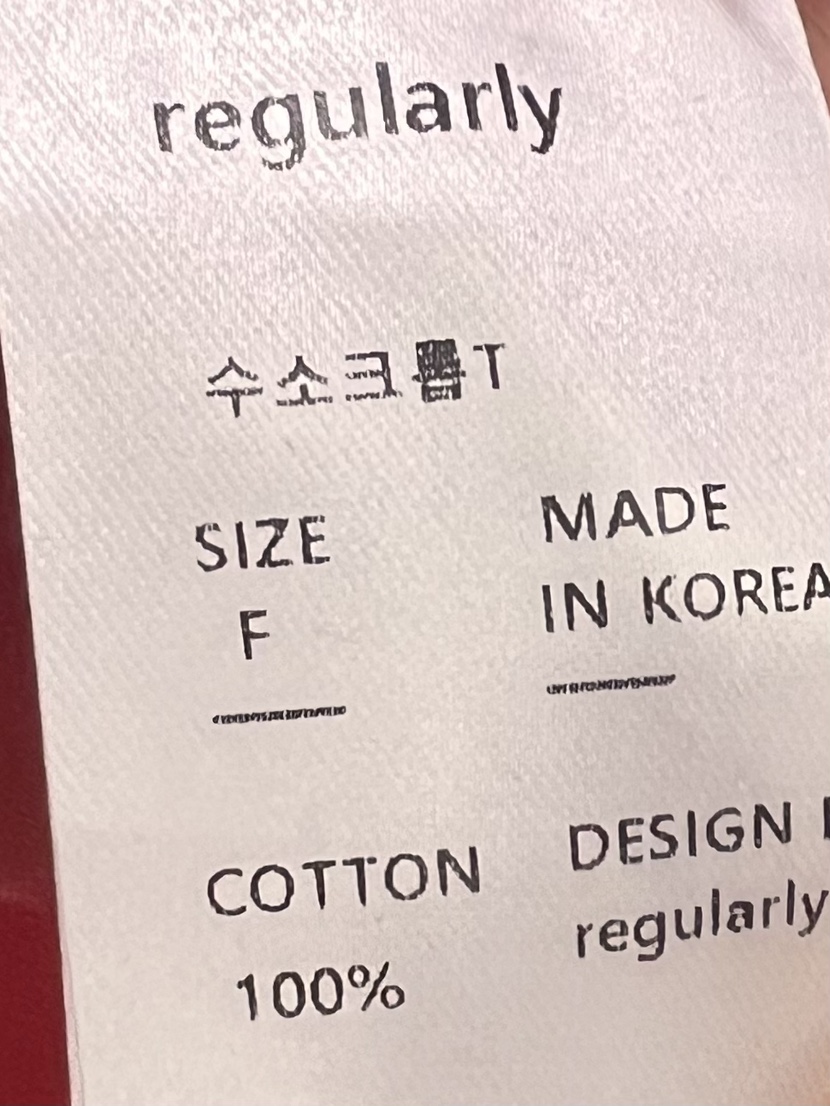 regularly
수소크롭T
SIZE
F
MADE
IN KOREA
COTTON
100%
DESIGN
regularly